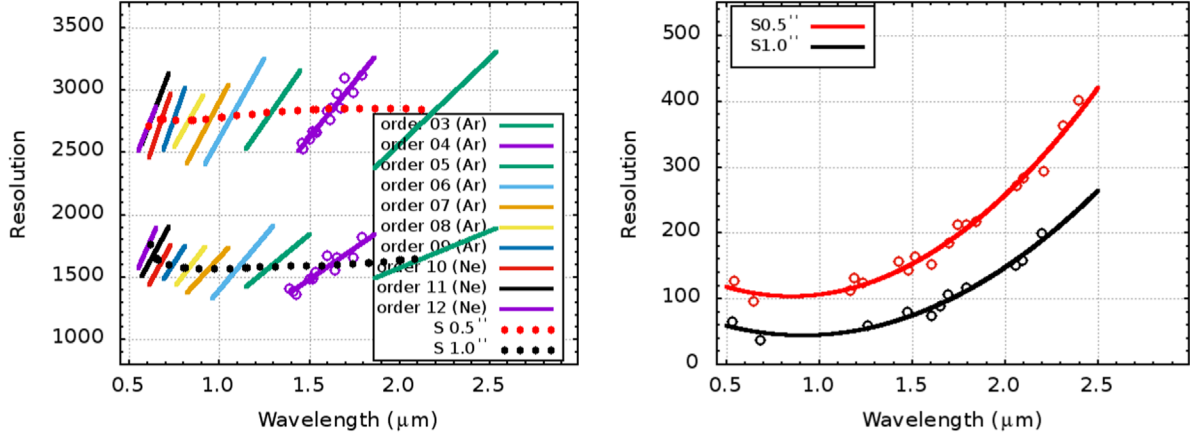 3500
3000
2500
2000
1500
1000
0.5 1.0 1.5 2.0 2.5
Resolution
Wavelength (μm)
order 03 (Ar)
order 04 (Ar)
order 05 (Ar)
order 06 (Ar)
order 07 (Ar)
order 08 (Ar)
order 09 (Ar)
order 10 (Ne)
order 11 (Ne)
order 12 (Ne)
S 0.5''
S 1.0''
500
400
300
200
100
0
0.5 1.0 1.5 2.0 2.5
Resolution
Wavelength (μm)
S0.5''
S1.0''